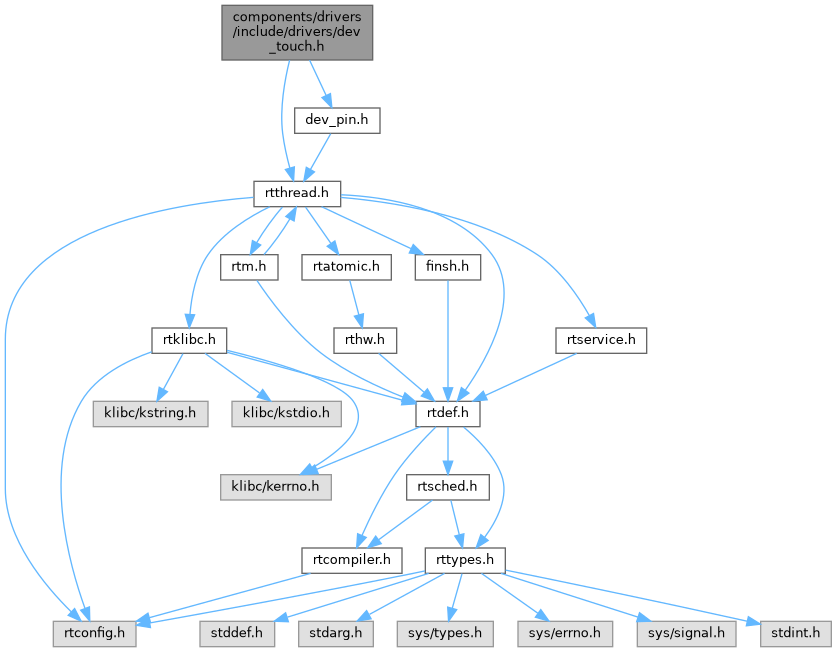 components/drivers
/include/drivers/dev
_touch.h
dev_pin.h
rtthread.h
rtm.h
rtatomic.h
finsh.h
rtklibc.h
rthw.h
rtservice.h
klibc/kstring.h
klibc/kstdio.h
rtdef.h
klibc/kerrno.h
rtsched.h
rtcompiler.h
rttypes.h
rtconfig.h
stddef.h
stdarg.h
sys/types.h
sys/errno.h
sys/signal.h
stdint.h